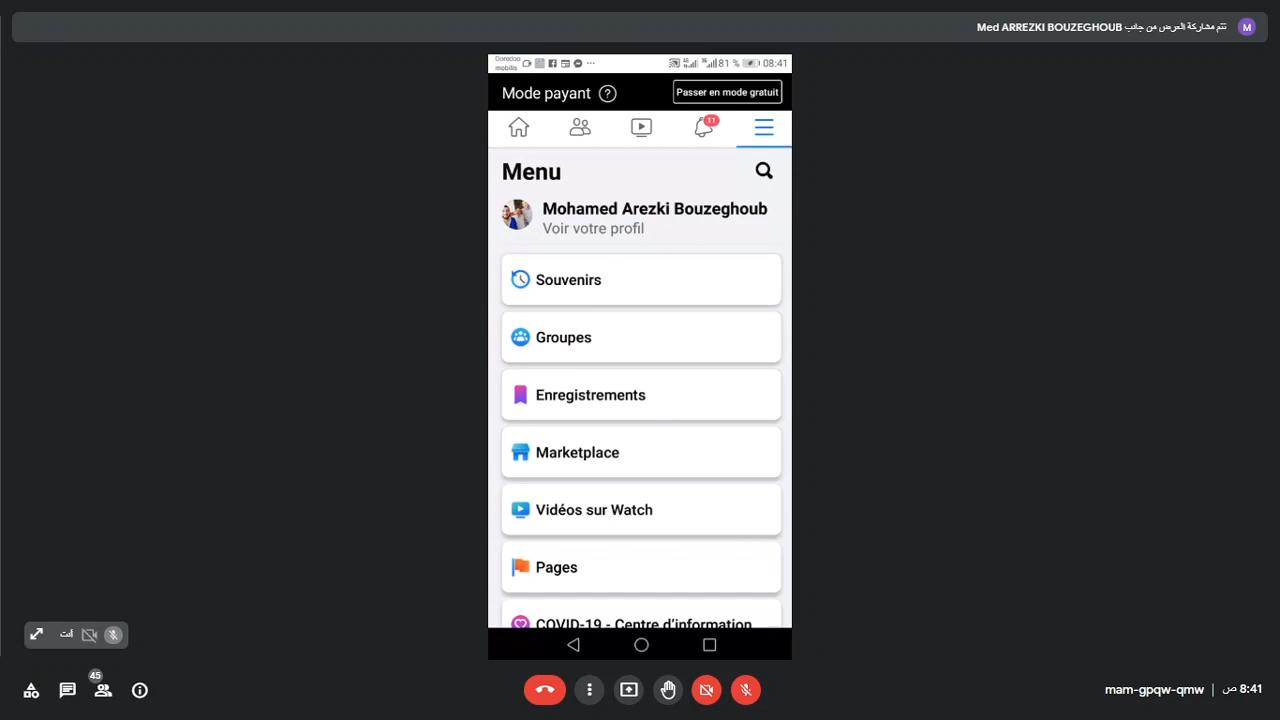 تتم مشاركة العرض من جانب Med ARREZKI BOUZEGHOUB
M
Ooredoo
mobilis
81 % 08:41
Mode payant ?
Passer en mode gratuit
11
Menu
Mohamed Arezki Bouzeghoub
Voir votre profil
Souvenirs
Groupes
Enregistrements
Marketplace
Vidéos sur Watch
Pages
COVID-19 - Centre d'information
أنت
45
mam-gpqw-qmw | 8:41 ص